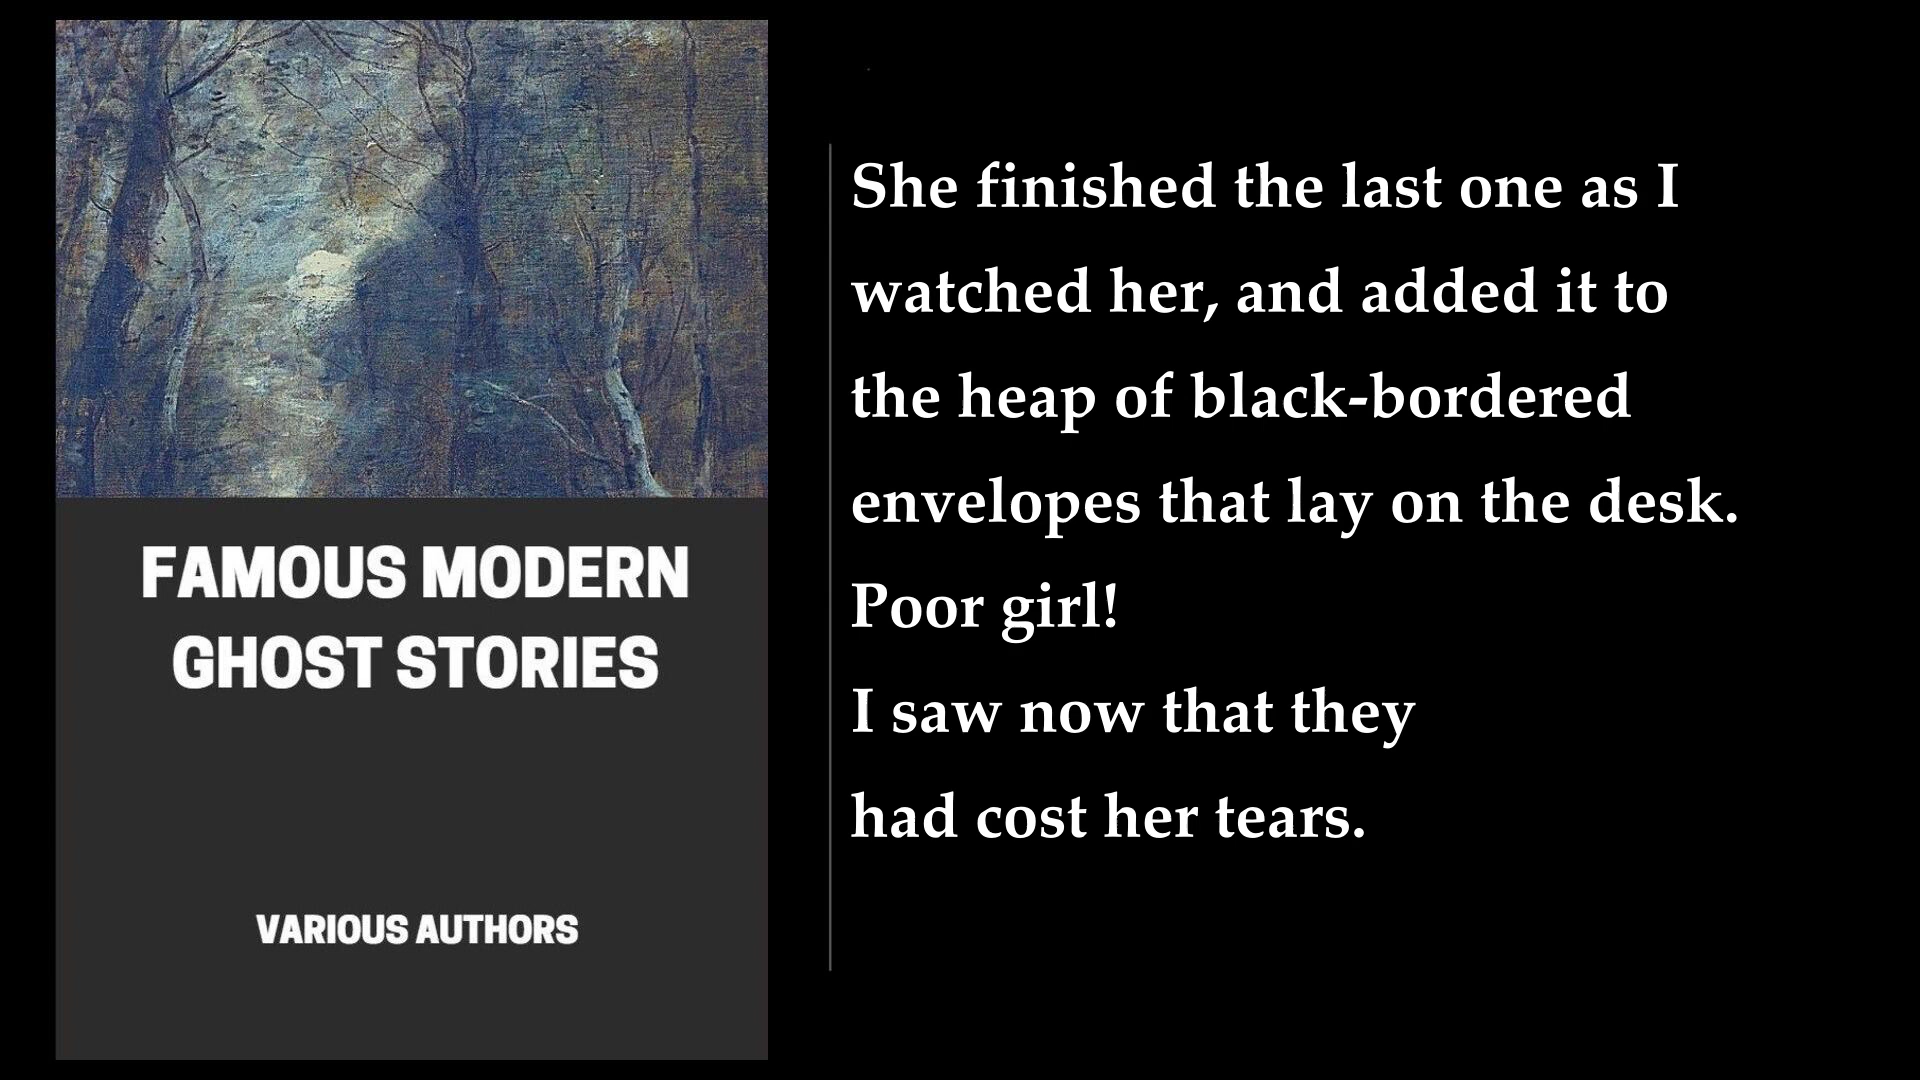 FAMOUS MODERN
GHOST STORIES
VARIOUS AUTHORS
She finished the last one as I
watched her, and added it to
the heap of black-bordered
envelopes that lay on the desk.
Poor girl!
I saw now that they
had cost her tears.